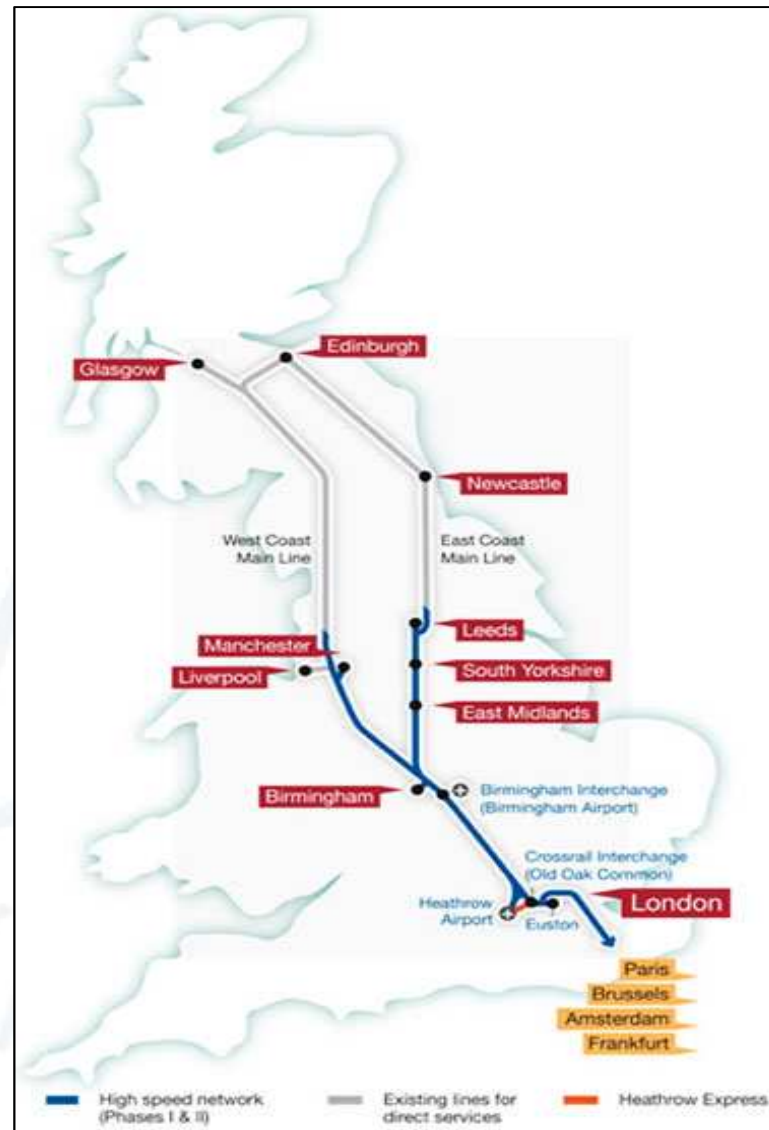 Edinburgh
Glasgow
Newcastle
West Coast
Main Line
East Coast
Main Line
Leeds
Manchester
Liverpool
South Yorkshire
East Midlands
Birmingham
Birmingham Interchange
(Birmingham Airport)
Crossrail Interchange
(Old Oak Common)
Heathrow
Airport
Euston
London
Paris
Brussels
Amsterdam
Frankfurt
High speed network
(Phases I & II)
Existing lines for
direct services
Heathrow Express